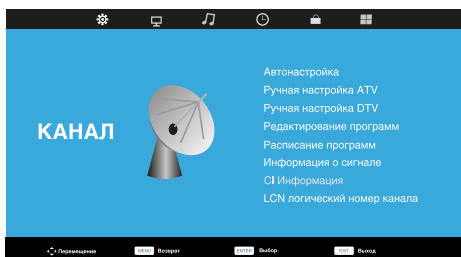 КАНАЛ
Автонастройка
Ручная настройка ATV
Ручная настройка DTV
Редактирование программ
Расписание программ
Информация о сигнале
CI Информация
LCN логический номер канала
Перемещение
MENU Возврат
ENTER Выбор
EXIT Выход